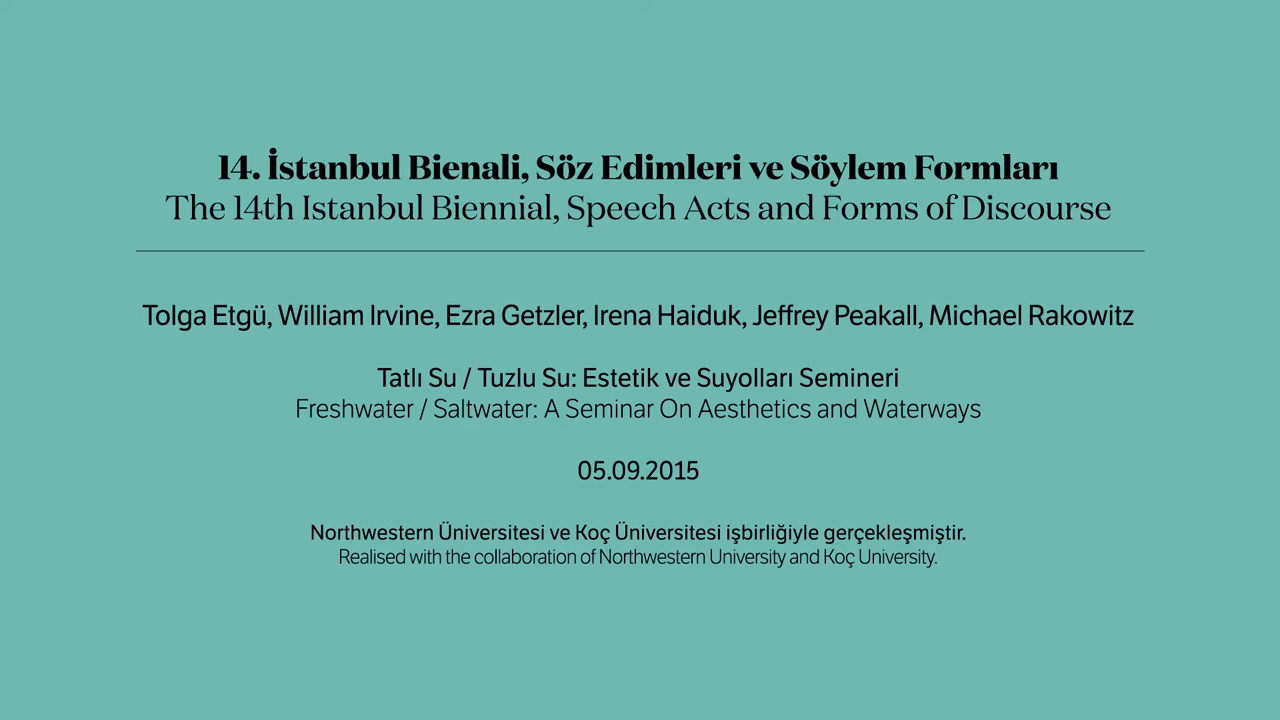 14. İstanbul Bienali, Söz Edimleri ve Söylem Formları
The 14th Istanbul Biennial, Speech Acts and Forms of Discourse
Tolga Etgü, William Irvine, Ezra Getzler, Irena Haiduk, Jeffrey Peakall, Michael Rakowitz
Tatlı Su / Tuzlu Su: Estetik ve Suyolları Semineri
Freshwater / Saltwater: A Seminar On Aesthetics and Waterways
05.09.2015
Northwestern Üniversitesi ve Koç Üniversitesi işbirliğiyle gerçekleşmiştir.
Realised with the collaboration of Northwestern University and Koç University.